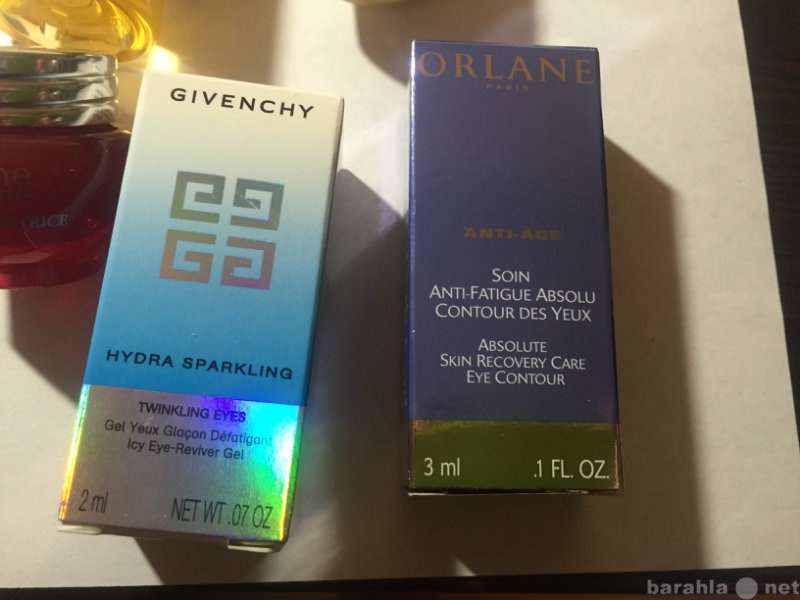 GIVENCHY
HYDRA SPARKLING
TWINKLING EYES
Gel Yeux Glaçon Défatigant
Icy Eye-Reviver Gel
2 ml NET WT .07 OZ
ORLANE
PARIS
ANTI-ÂGE
SOIN
ANTI-FATIGUE ABSOLU
CONTOUR DES YEUX
ABSOLUTE
SKIN RECOVERY CARE
EYE CONTOUR
3 ml .1 FL. OZ.
barahla net